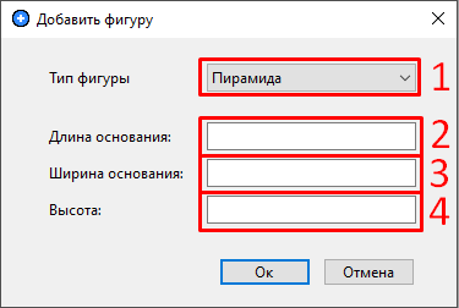 Добавить фигуру
Тип фигуры Пирамида 1
Длина основания: 2
Ширина основания: 3
Высота: 4
Ок Отмена